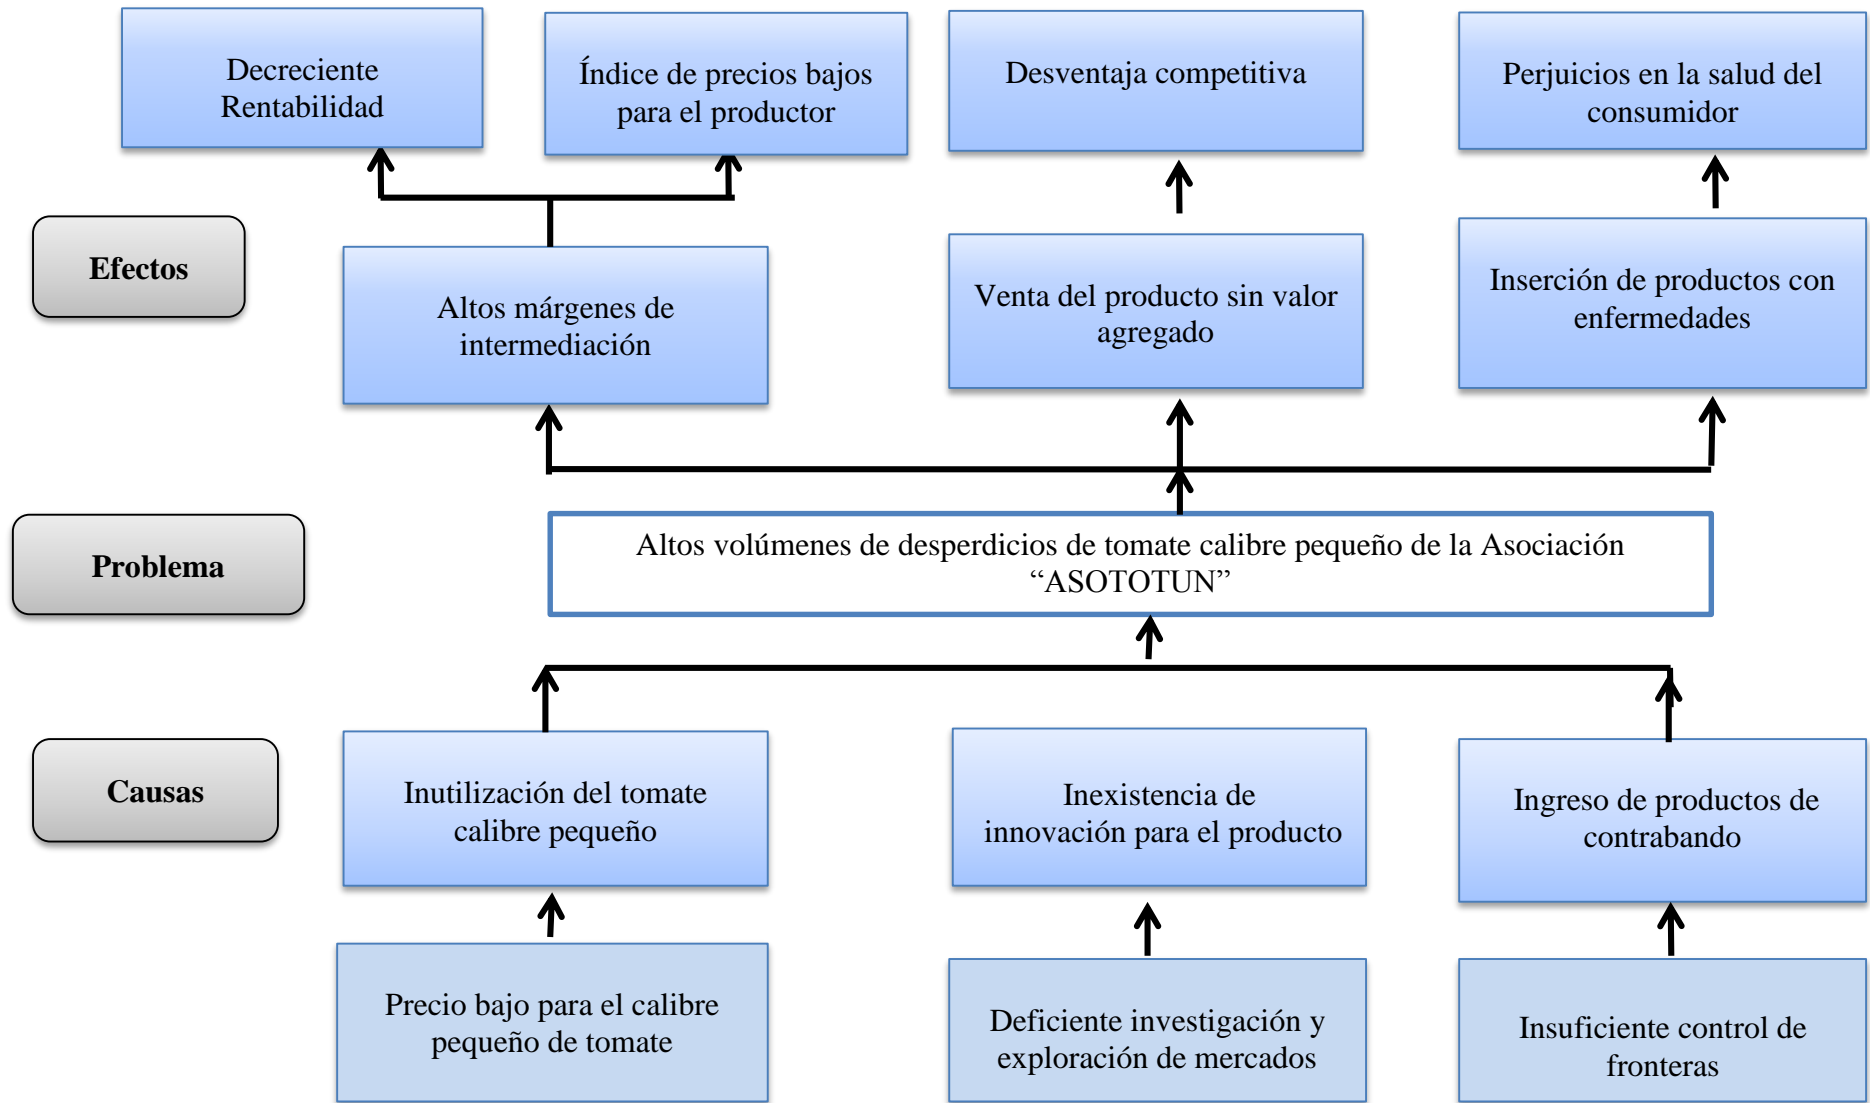 Decreciente
Rentabilidad
Índice de precios bajos
para el productor
Desventaja competitiva
Perjuicios en la salud del
consumidor
Efectos
Altos márgenes de
intermediación
Venta del producto sin valor
agregado
Inserción de productos con
enfermedades
Problema
Altos volúmenes de desperdicios de tomate calibre pequeño de la Asociación
“ASOTOTUN”
Causas
Inutilización del tomate
calibre pequeño
Inexistencia de
innovación para el producto
Ingreso de productos de
contrabando
Precio bajo para el calibre
pequeño de tomate
Deficiente investigación y
exploración de mercados
Insuficiente control de
fronteras